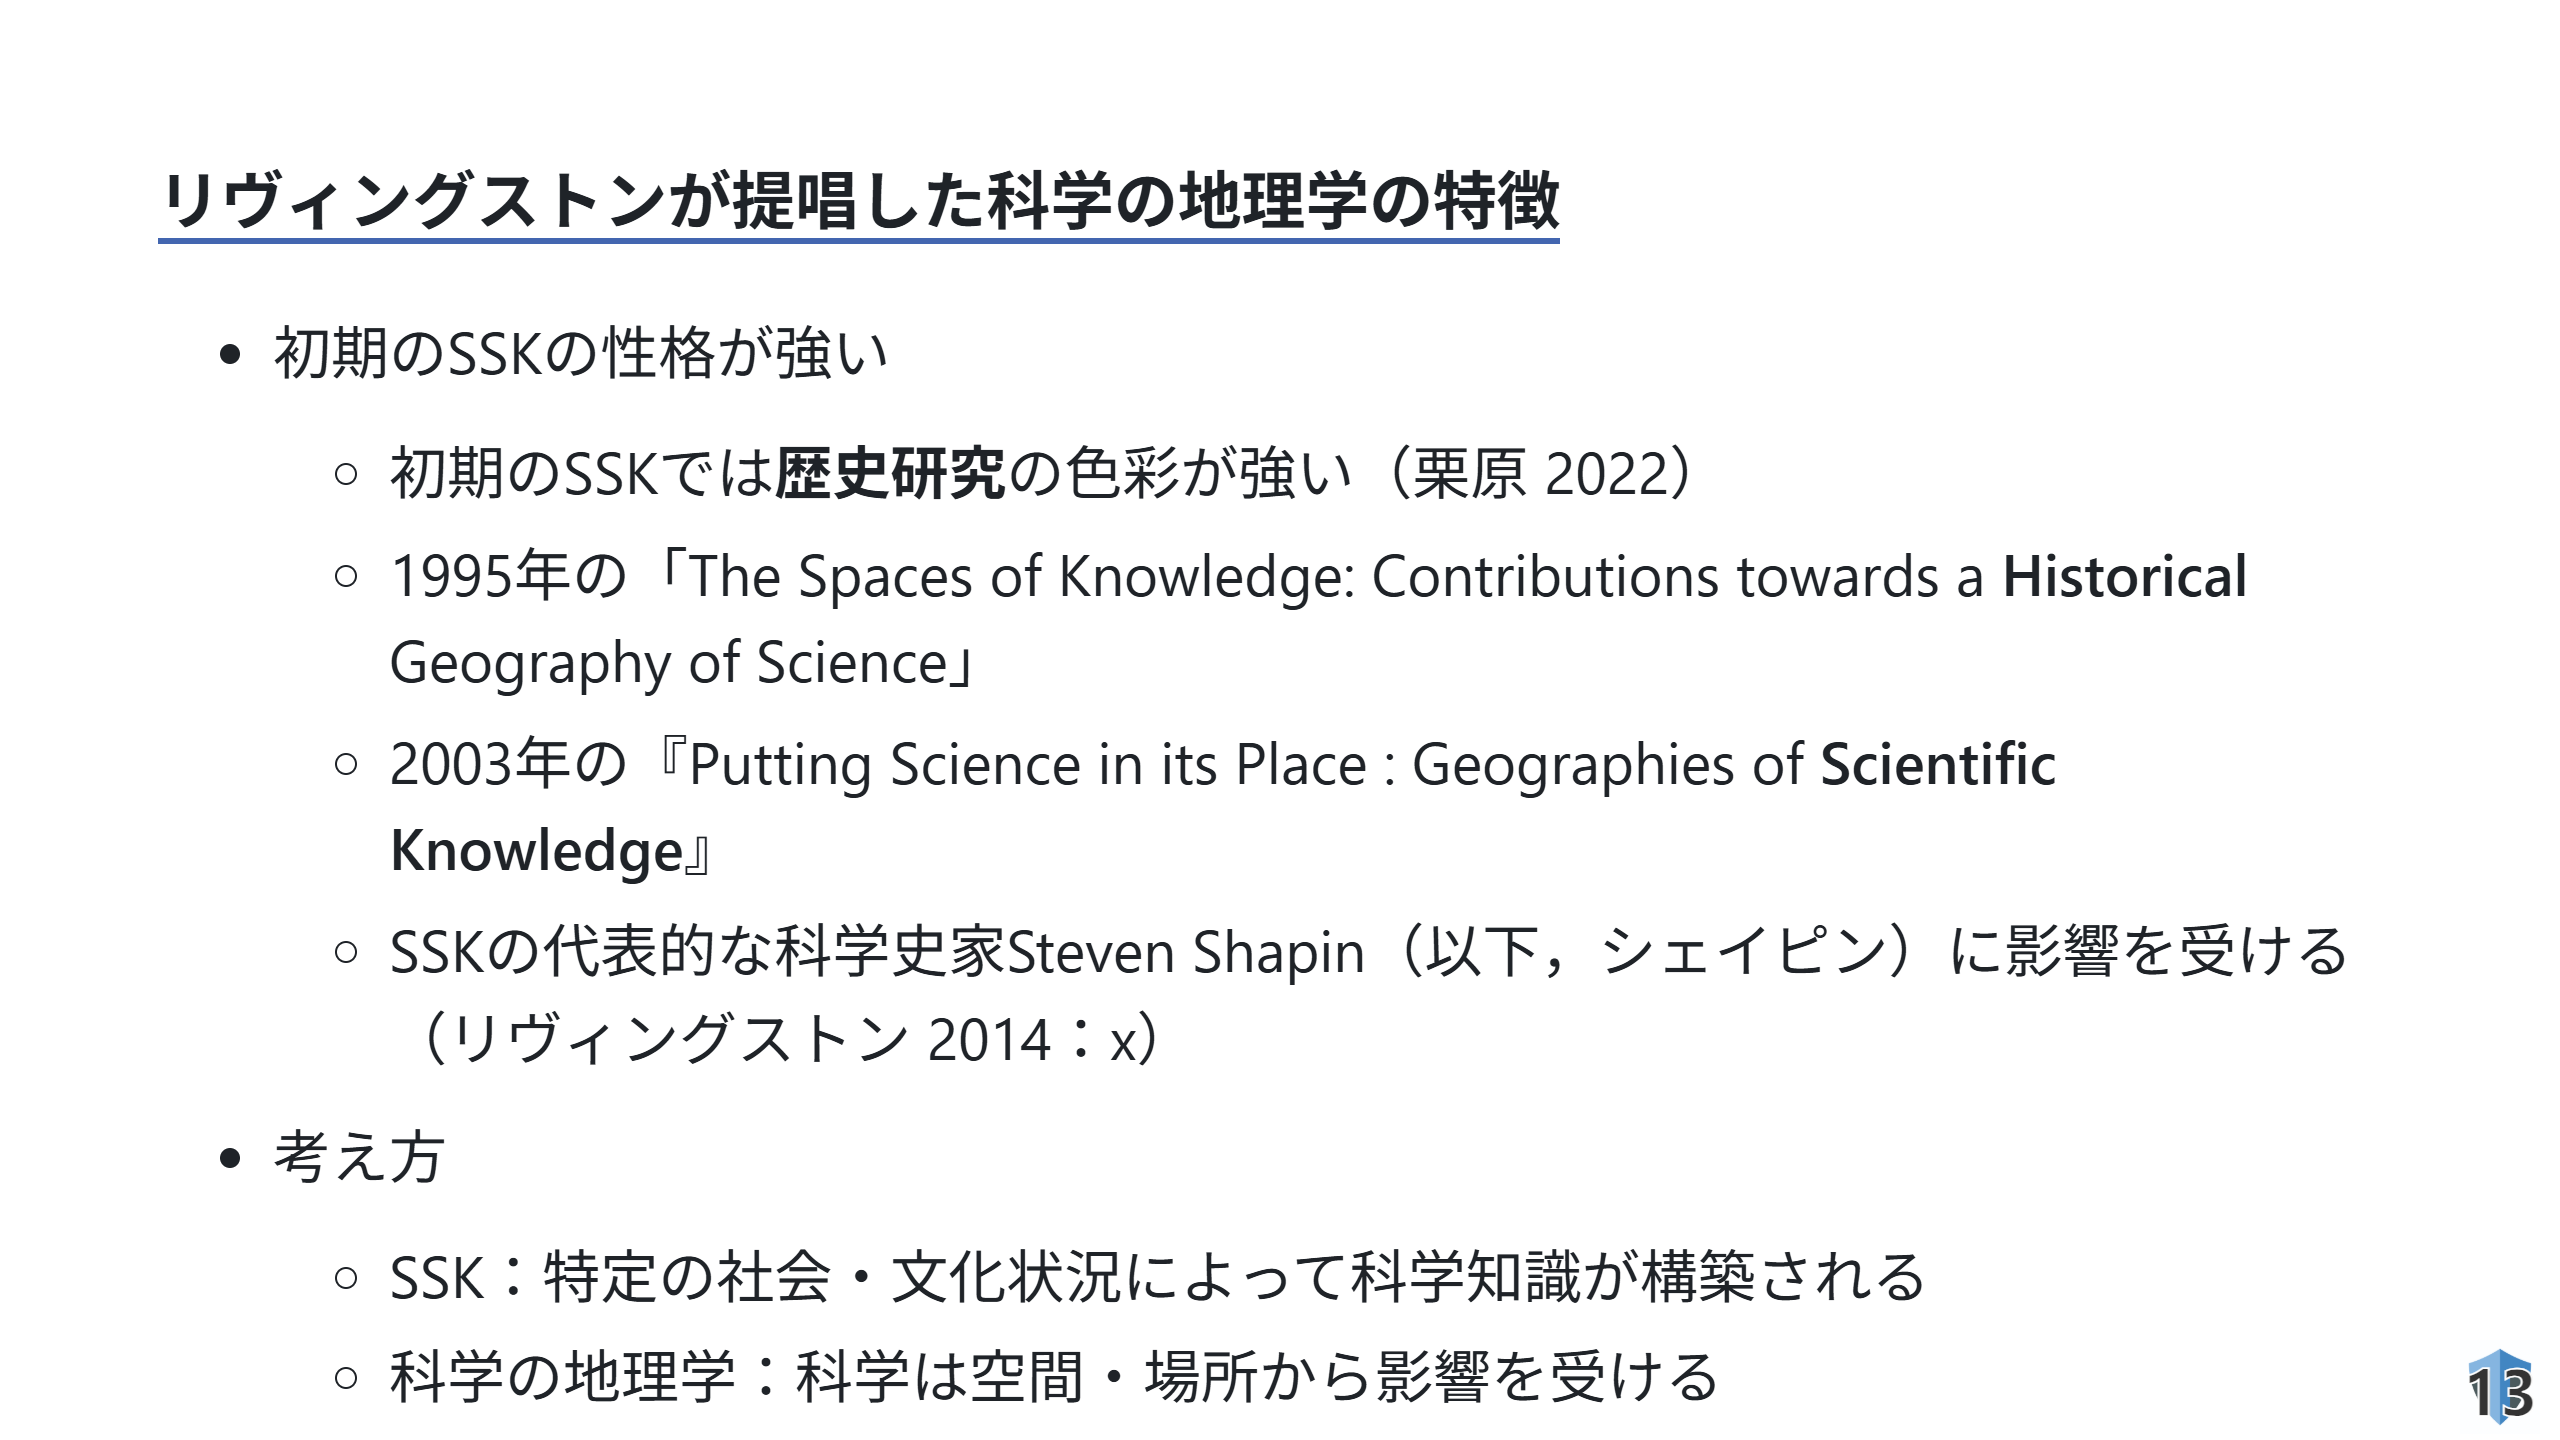 リヴィングストンが提唱した科学の地理学の特徴
• 初期のSSKの性格が強い
○ 初期のSSKでは歴史研究の色彩が強い（栗原 2022）
○ 1995年の「The Spaces of Knowledge: Contributions towards a Historical
Geography of Science」
○ 2003年の『Putting Science in its Place : Geographies of Scientific
Knowledge』
○ SSKの代表的な科学史家Steven Shapin（以下，シェイピン）に影響を受ける
（リヴィングストン 2014：x）
• 考え方
○ SSK：特定の社会・文化状況によって科学知識が構築される
○ 科学の地理学：科学は空間・場所から影響を受ける
13